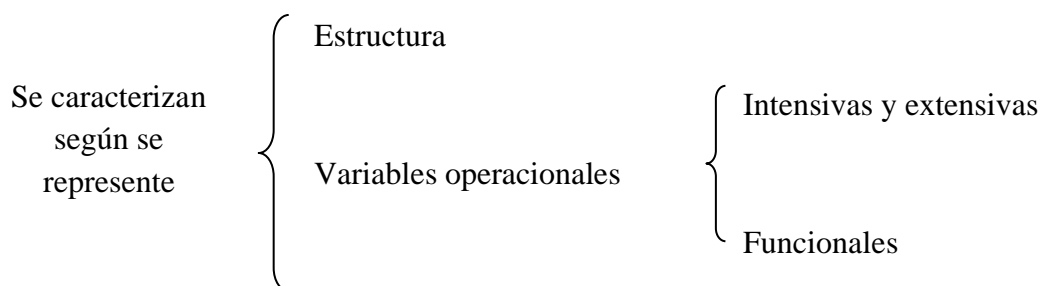 Se caracterizan
según se
represente
Estructura
Variables operacionales
Intensivas y extensivas
Funcionales